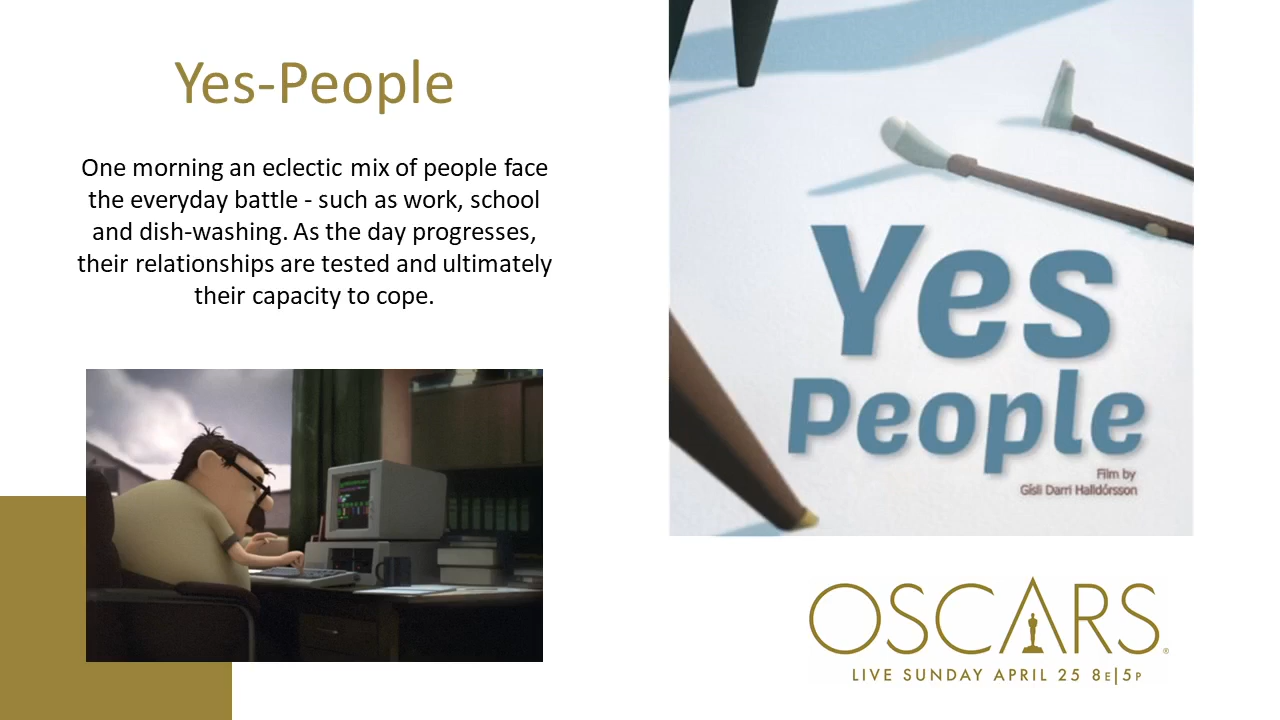 Yes-People
One morning an eclectic mix of people face
the everyday battle - such as work, school
and dish-washing. As the day progresses,
their relationships are tested and ultimately
their capacity to cope.
Yes
People
Film by
Gísli Darri Halldórsson
OSCARS®
LIVE SUNDAY APRIL 25 8E|5P